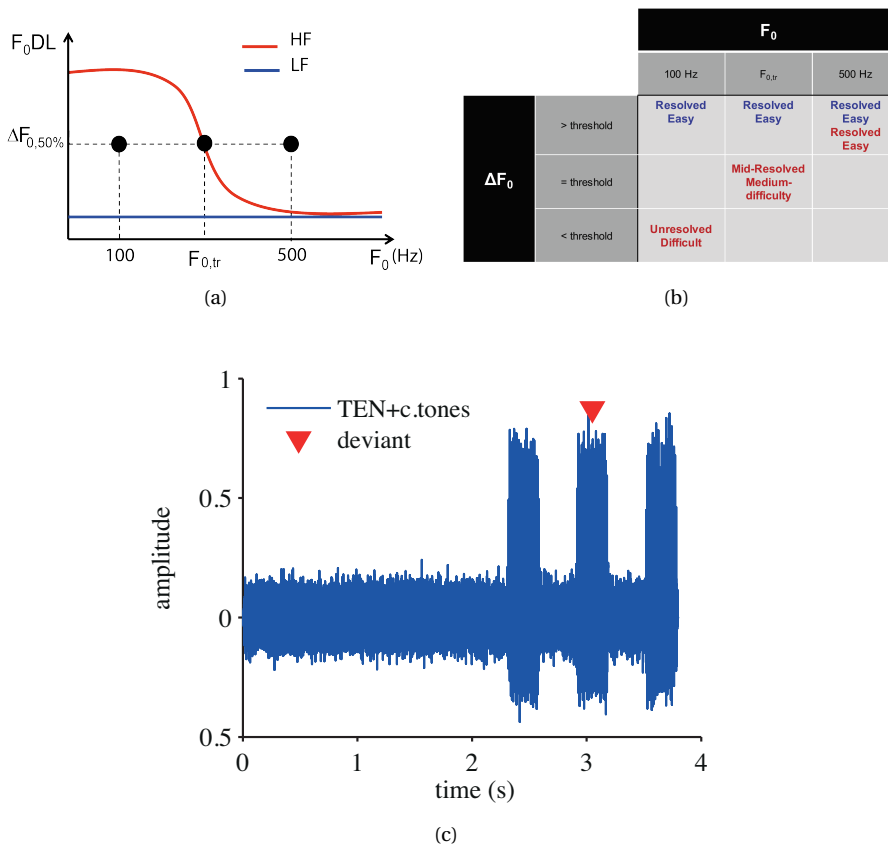 F0DL
HF
LF
ΔF0,50%
100
F0,tr
500
F0 (Hz)
(a)
F0
100 Hz
F0,tr
500 Hz
ΔF0
> threshold
Resolved
Easy
Resolved
Easy
Resolved
Easy
Resolved
Easy
= threshold
Mid-Resolved
Medium-
difficulty
< threshold
Unresolved
Difficult
(b)
1
TEN+c.tones
deviant
0.5
amplitude
0
0.5
0
1
2
3
4
time (s)
(c)